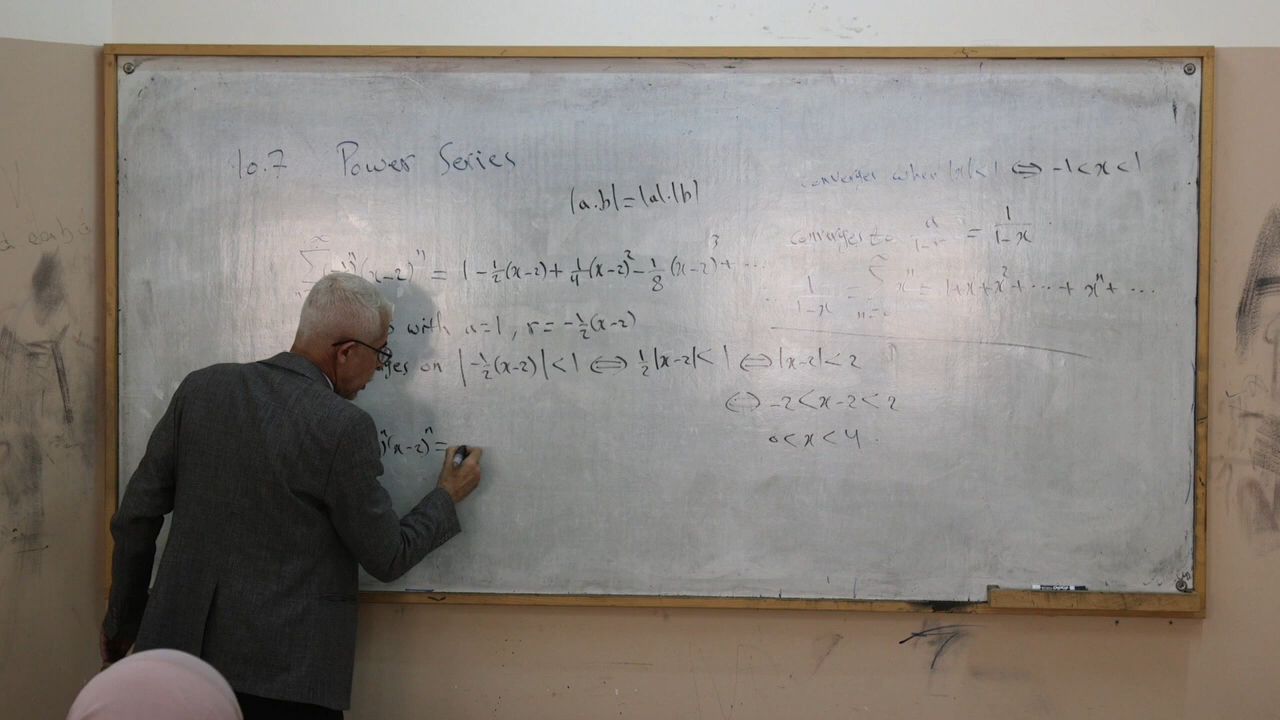 10.7 Power Series
|a.b| = |a|.|b|
∞
∑ )ⁿ(x-2)ⁿ = 1 - ½(x-2) + ¼(x-2)² - ⅛(x-2)³ + ...
with a=1, r = -½(x-2)
on |-½(x-2)| < 1 ⇔ ½|x-2| < 1 ⇔ |x-2| < 2
⇔ -2 < x-2 < 2
0 < x < 4.
)ⁿ(x-2)ⁿ =
converges when |x| < 1 ⇔ -1 < x < 1
converges to a/(1-r) = 1/(1-x)
1/(1-x) = ∑ xⁿ = 1+x+x²+...+xⁿ+...